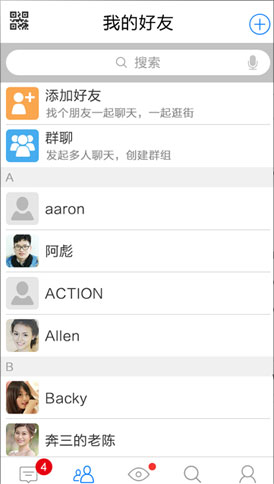 我的好友
搜索
添加好友
找个朋友一起聊天，一起逛街
群聊
发起多人聊天，创建群组
A
aaron
阿彪
ACTION
Allen
B
Backy
奔三的老陈
4